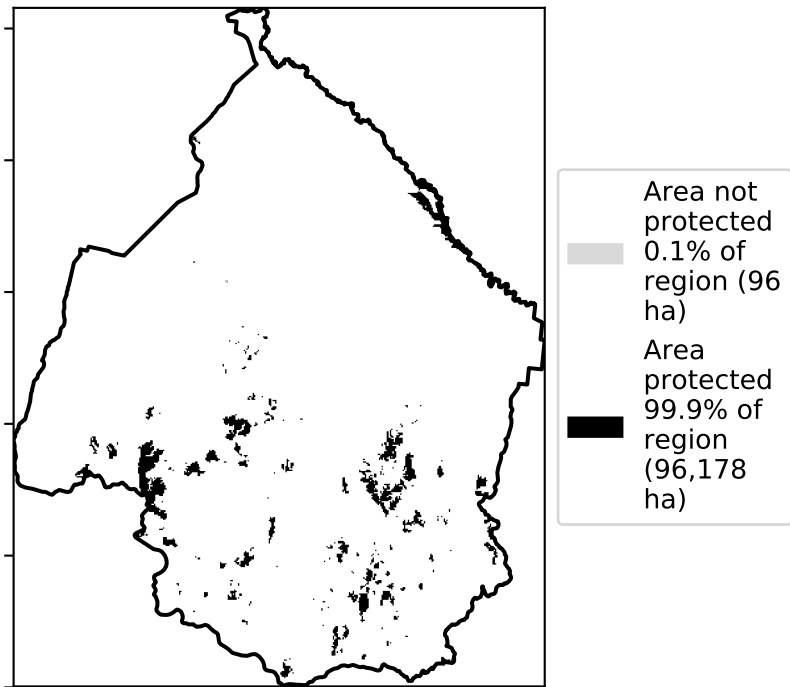 Area not
protected
0.1% of
region (96
ha)
Area
protected
99.9% of
region
(96,178
ha)